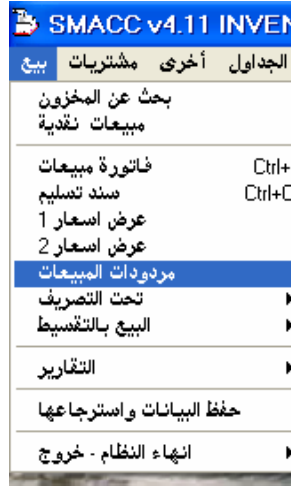 SMACC v4.11 INVEN
بيع مشتريات أخرى الجداول
بحث عن المخزون
مبيعات نقدية
فاتورة مبيعات Ctrl+
سند تسليم Ctrl+C
عرض اسعار 1
عرض اسعار 2
مردودات المبيعات
تحت التصريف
البيع بالتقسيط
التقارير
حفظ البيانات واسترجاعها
انهاء النظام - خروج